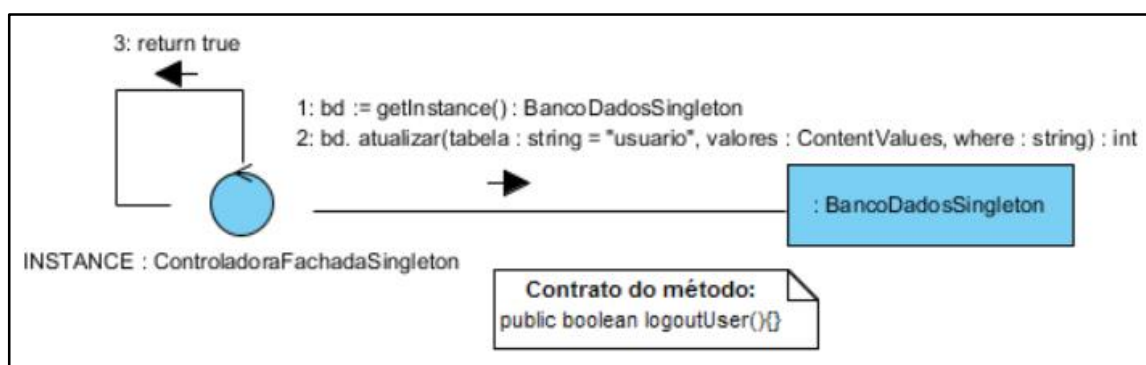 3: return true
1: bd := getInstance() : BancoDadosSingleton
2: bd. atualizar(tabela : string = "usuario", valores : ContentValues, where : string) : int
: BancoDadosSingleton
INSTANCE : ControladoraFachadaSingleton
Contrato do método:
public boolean logoutUser(){}